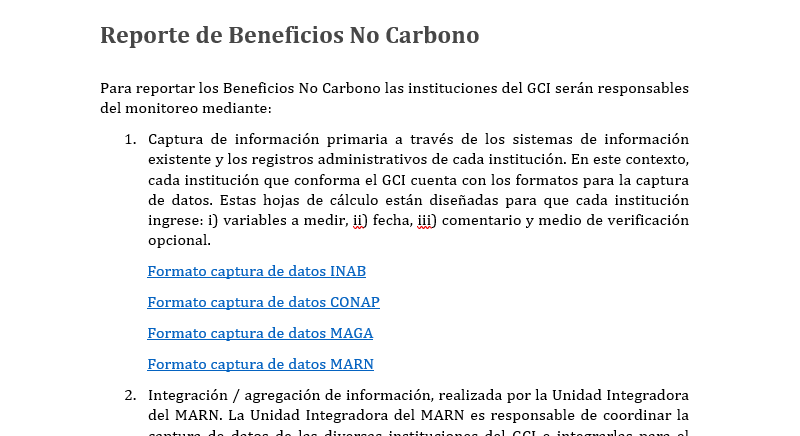 Reporte de Beneficios No Carbono
Para reportar los Beneficios No Carbono las instituciones del GCI serán responsables
del monitoreo mediante:
1. Captura de información primaria a través de los sistemas de información
existente y los registros administrativos de cada institución. En este contexto,
cada institución que conforma el GCI cuenta con los formatos para la captura
de datos. Estas hojas de cálculo están diseñadas para que cada institución
ingrese: i) variables a medir, ii) fecha, iii) comentario y medio de verificación
opcional.
Formato captura de datos INAB
Formato captura de datos CONAP
Formato captura de datos MAGA
Formato captura de datos MARN
2. Integración / agregación de información, realizada por la Unidad Integradora
del MARN. La Unidad Integradora del MARN es responsable de coordinar la
captura de datos de las diversas instituciones del GCI e integrarlas para el